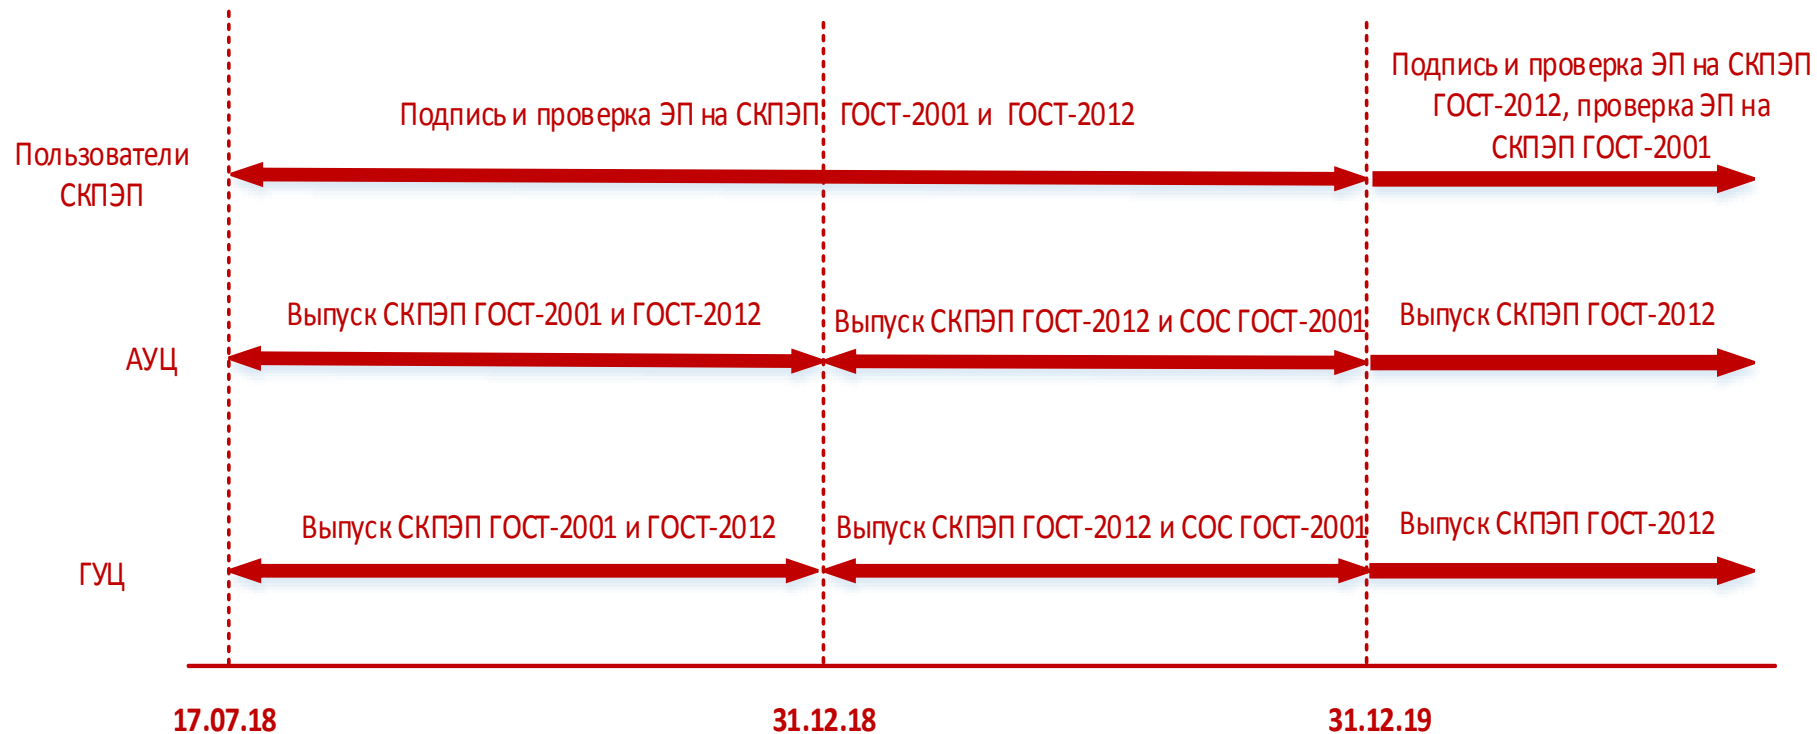 Подпись и проверка ЭП на СКПЭП
ГОСТ-2012, проверка ЭП на
СКПЭП ГОСТ-2001
Подпись и проверка ЭП на СКПЭП ГОСТ-2001 и ГОСТ-2012
Пользователи
СКПЭП
Выпуск СКПЭП ГОСТ-2001 и ГОСТ-2012
Выпуск СКПЭП ГОСТ-2012 и СОС ГОСТ-2001
Выпуск СКПЭП ГОСТ-2012
АУЦ
Выпуск СКПЭП ГОСТ-2001 и ГОСТ-2012
Выпуск СКПЭП ГОСТ-2012 и СОС ГОСТ-2001
Выпуск СКПЭП ГОСТ-2012
ГУЦ
17.07.18
31.12.18
31.12.19